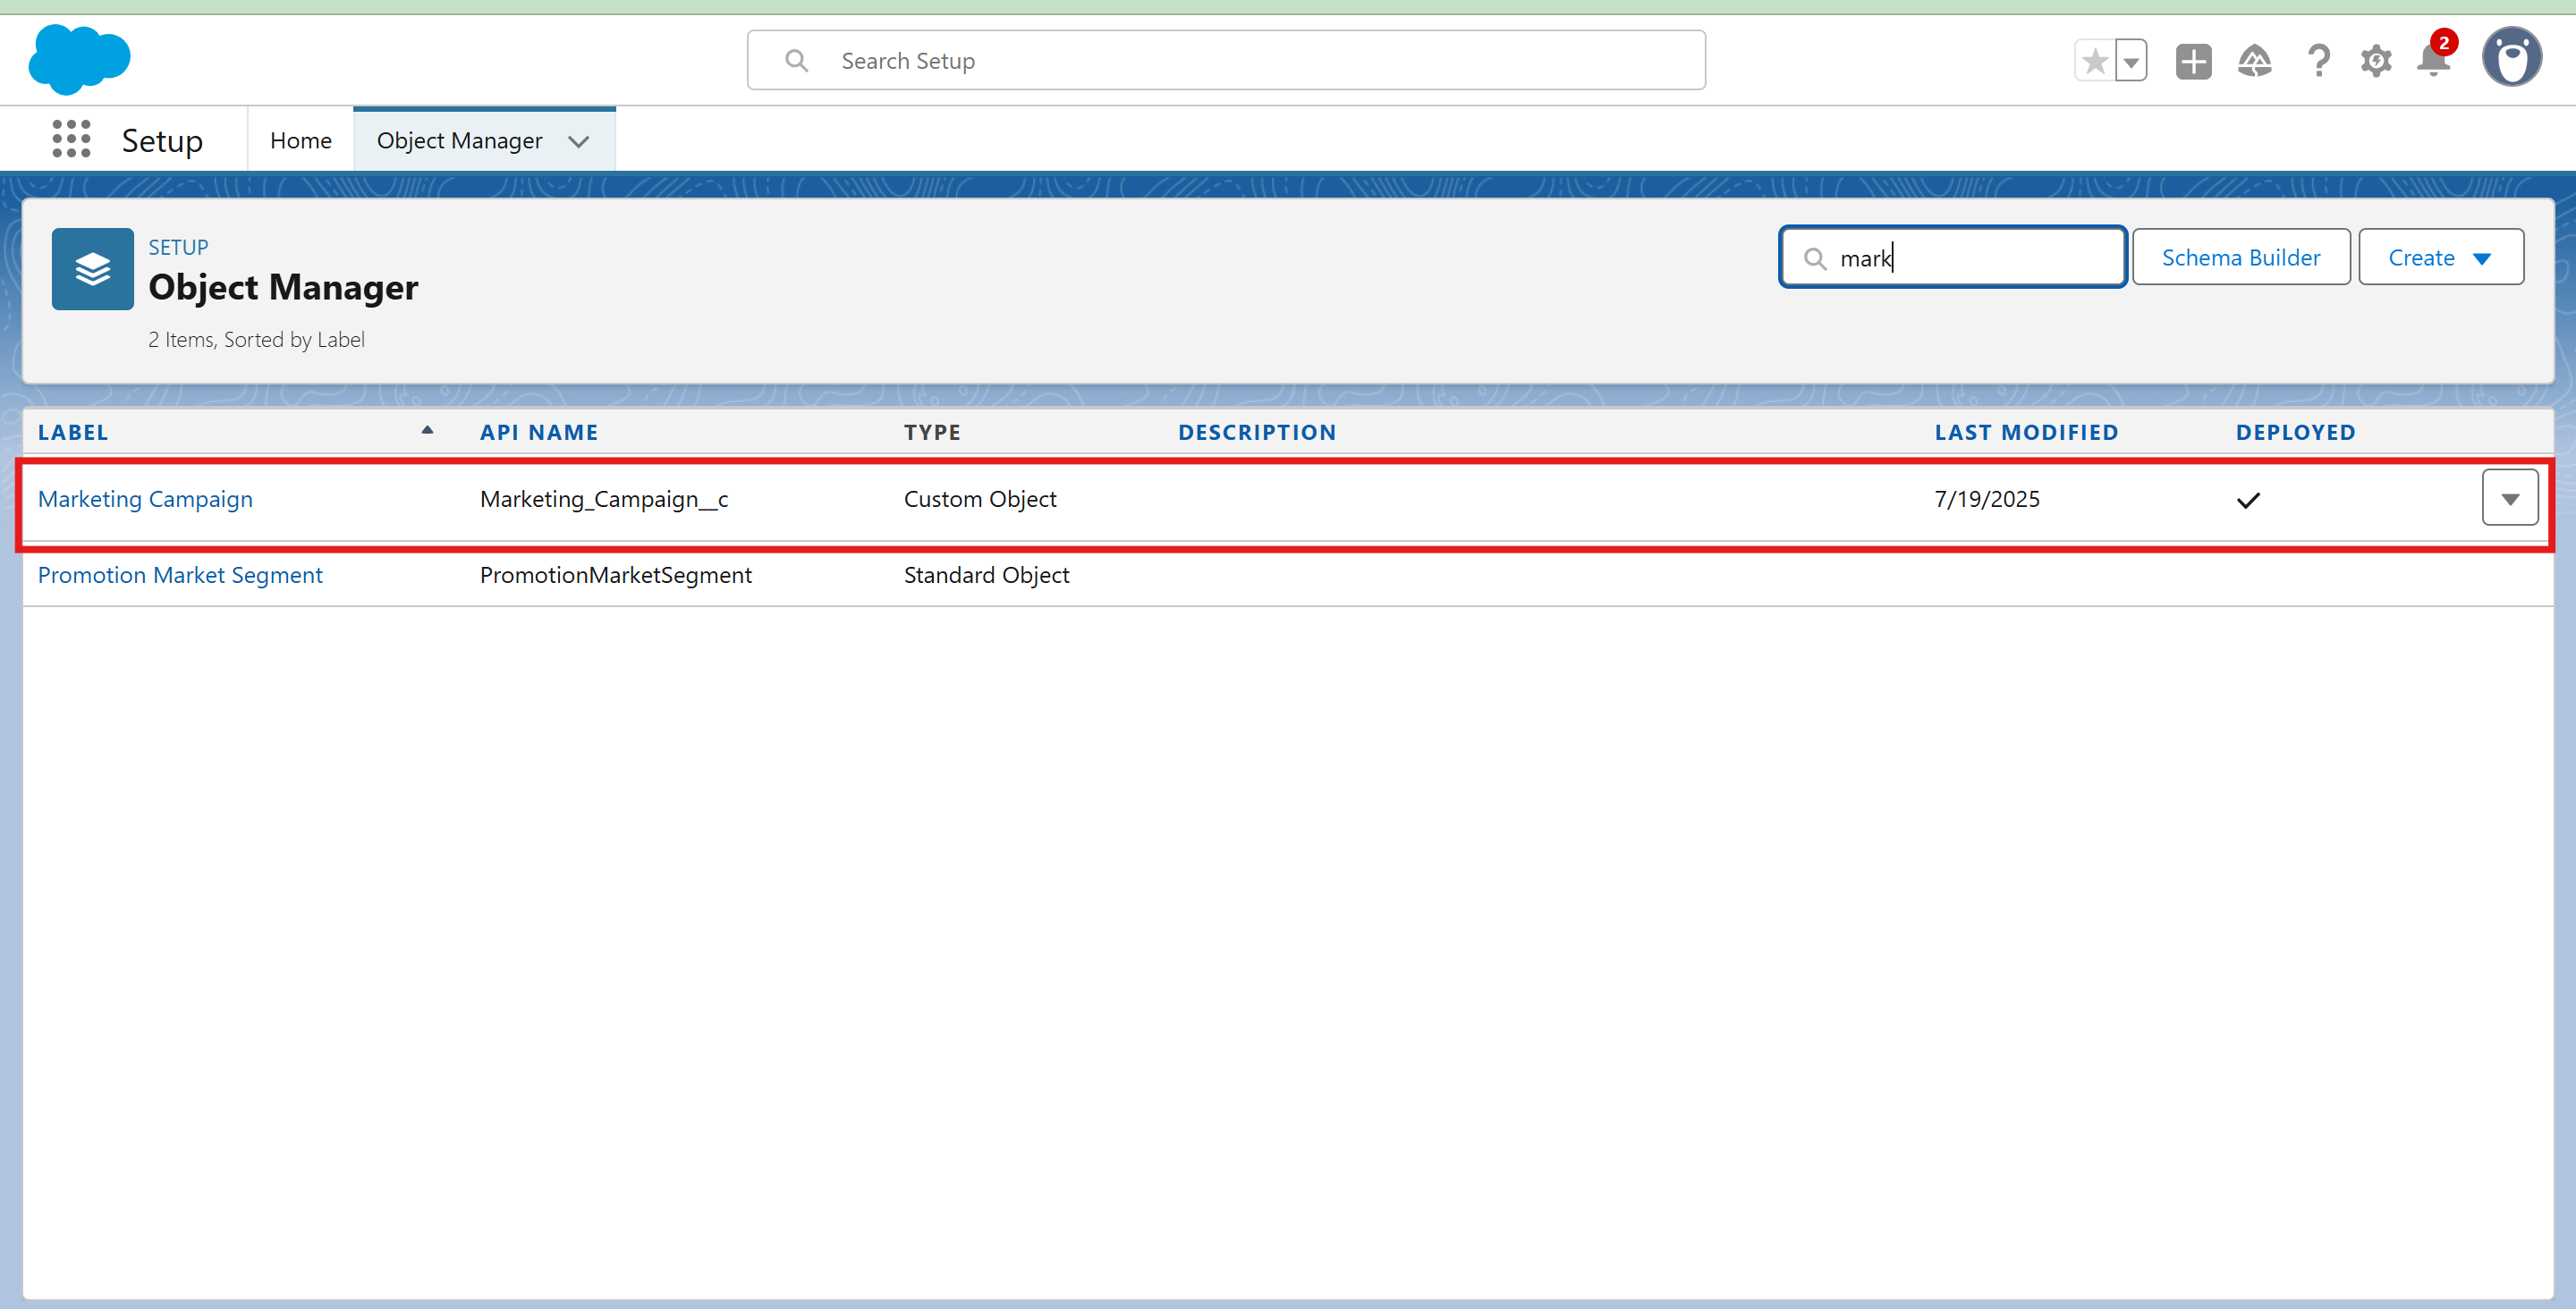 Search Setup
2
Setup
Home
Object Manager
SETUP
Object Manager
2 Items, Sorted by Label
mark
Schema Builder
Create
LABEL API NAME TYPE DESCRIPTION LAST MODIFIED DEPLOYED
Marketing Campaign Marketing_Campaign__c Custom Object 7/19/2025
Promotion Market Segment PromotionMarketSegment Standard Object